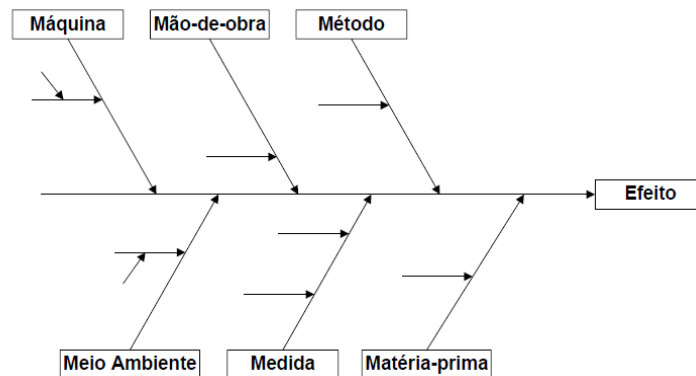 Máquina
Mão-de-obra
Método
Efeito
Meio Ambiente
Medida
Matéria-prima